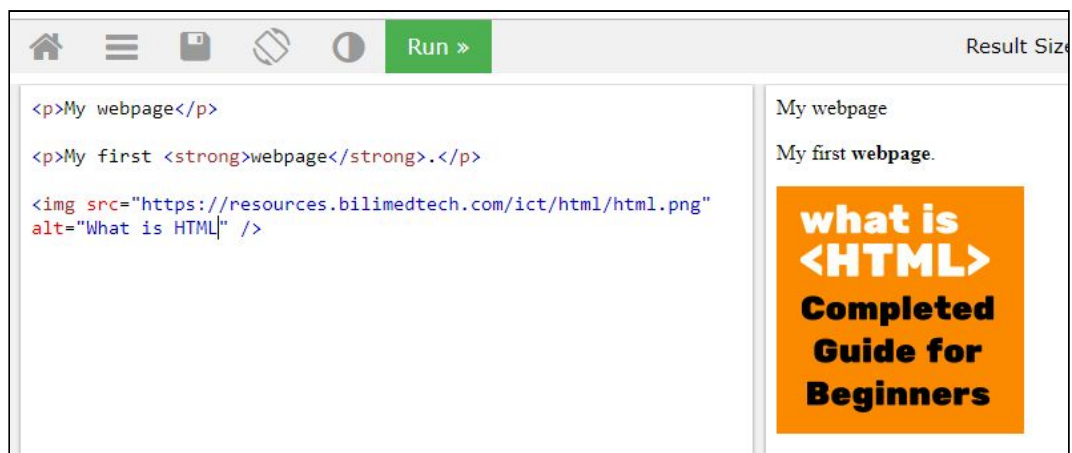 Run »
Result Size
<p>My webpage</p>
<p>My first <strong>webpage</strong>.</p>
<img src="https://resources.bilimedtech.com/ict/html/html.png"
alt="What is HTML" />
My webpage
My first webpage.
what is
<HTML>
Completed
Guide for
Beginners